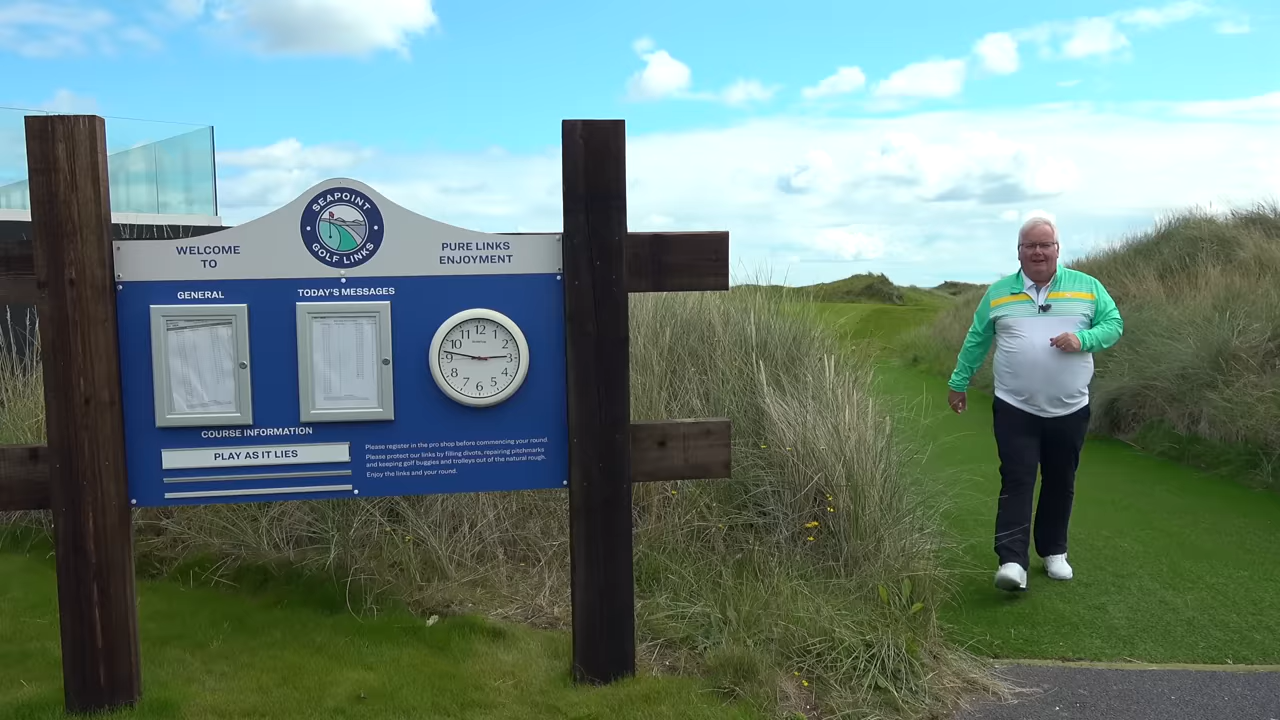 SEAPOINT
GOLF LINKS
WELCOME
TO
PURE LINKS
ENJOYMENT
GENERAL
TODAY'S MESSAGES
11 12 1
10 2
9 3
8 4
7 6 5
COURSE INFORMATION
PLAY AS IT LIES
Please register in the pro shop before commencing your round.
Please protect our links by filling divots, repairing pitchmarks
and keeping golf buggies and trolleys out of the natural rough.
Enjoy the links and your round.